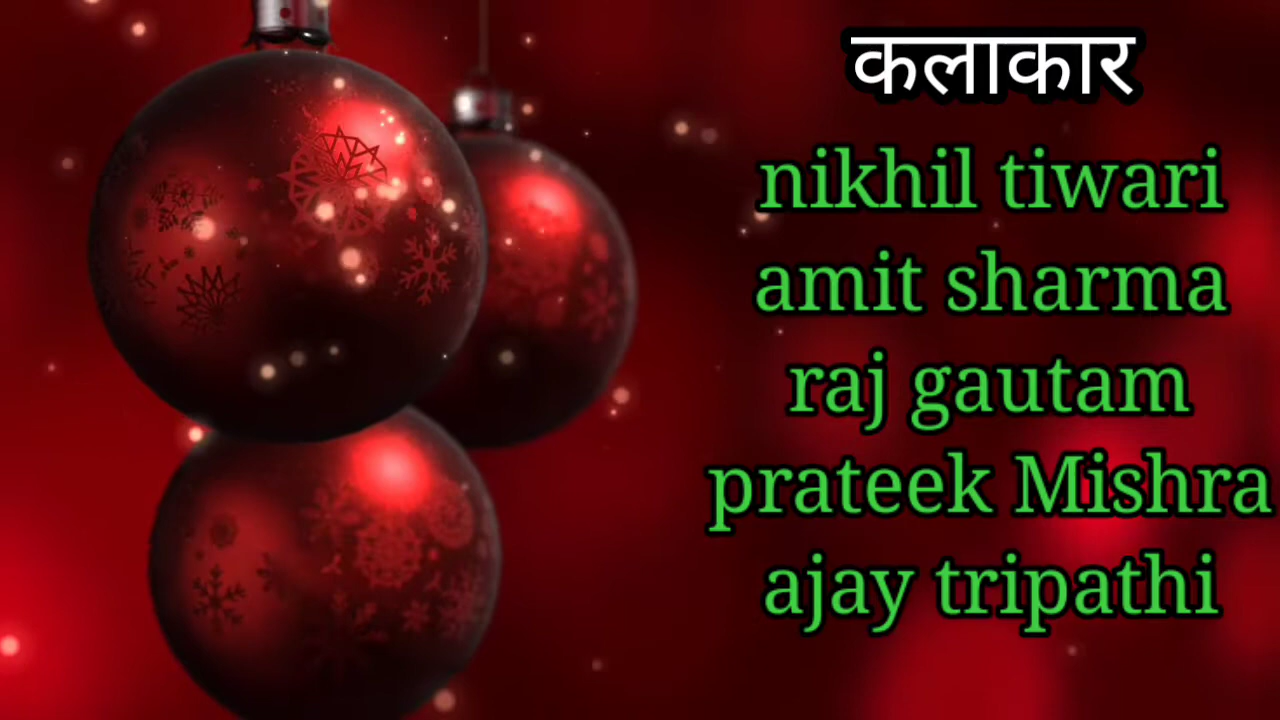 कलाकार
nikhil tiwari
amit sharma
raj gautam
prateek Mishra
ajay tripathi